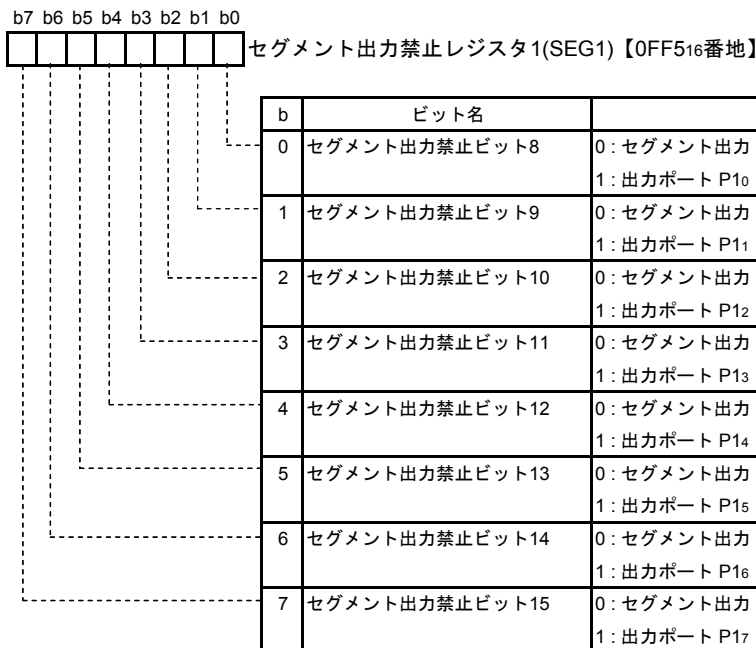 b7 b6 b5 b4 b3 b2 b1 b0
セグメント出力禁止レジスタ1(SEG1)【0FF516番地】
b ビット名
0 セグメント出力禁止ビット8 0 : セグメント出力
1 : 出力ポート P10
1 セグメント出力禁止ビット9 0 : セグメント出力
1 : 出力ポート P11
2 セグメント出力禁止ビット10 0 : セグメント出力
1 : 出力ポート P12
3 セグメント出力禁止ビット11 0 : セグメント出力
1 : 出力ポート P13
4 セグメント出力禁止ビット12 0 : セグメント出力
1 : 出力ポート P14
5 セグメント出力禁止ビット13 0 : セグメント出力
1 : 出力ポート P15
6 セグメント出力禁止ビット14 0 : セグメント出力
1 : 出力ポート P16
7 セグメント出力禁止ビット15 0 : セグメント出力
1 : 出力ポート P17